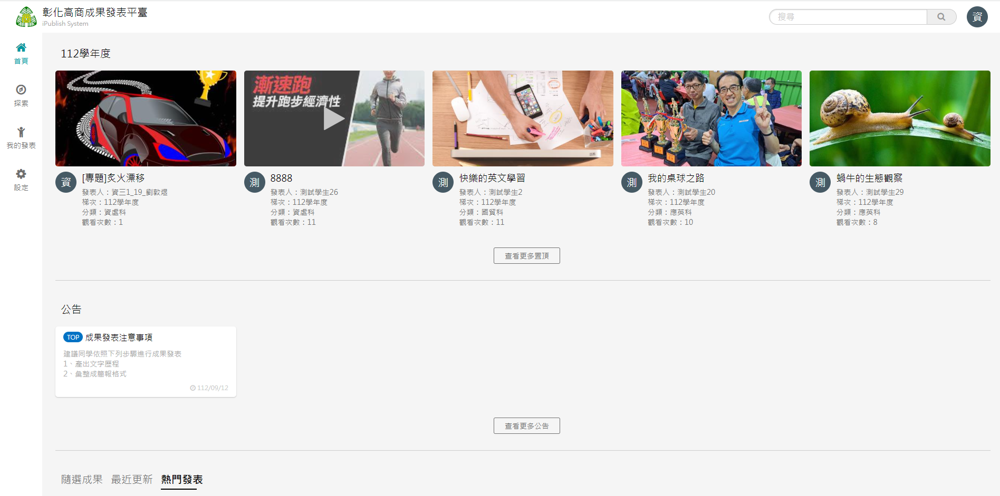 彰化高商成果發表平臺
iPublish System
搜尋
資
首頁
探索
我的發表
設定
112學年度
漸速跑
提升跑步經濟性
資
[專題]炙火漂移
發表人：資三1_19_劉敦煜
梯次：112學年度
分類：資處科
觀看次數：1
測
8888
發表人：測試學生26
梯次：112學年度
分類：資處科
觀看次數：11
測
快樂的英文學習
發表人：測試學生2
梯次：112學年度
分類：國貿科
觀看次數：11
測
我的桌球之路
發表人：測試學生20
梯次：112學年度
分類：應英科
觀看次數：10
測
蝸牛的生態觀察
發表人：測試學生29
梯次：112學年度
分類：應英科
觀看次數：8
查看更多置頂
公告
TOP 成果發表注意事項
建議同學依照下列步驟進行成果發表
1、產出文字歷程
2、彙整成簡報格式
112/09/12
查看更多公告
隨選成果 最近更新 熱門發表